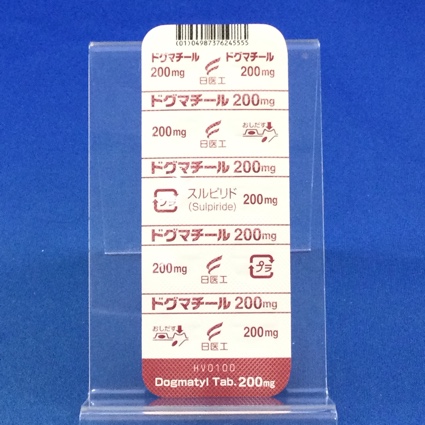 (01)04987376245555
ドグマチール ドグマチール
200mg 日医工 200mg
ドグマチール 200mg
200mg 日医工 おしだす
ドグマチール 200mg
プラ スルピリド 200mg
(Sulpiride)
ドグマチール 200mg
200mg 日医工 プラ
ドグマチール 200mg
おしだす 日医工 200mg
HV0100
Dogmatyl Tab. 200mg